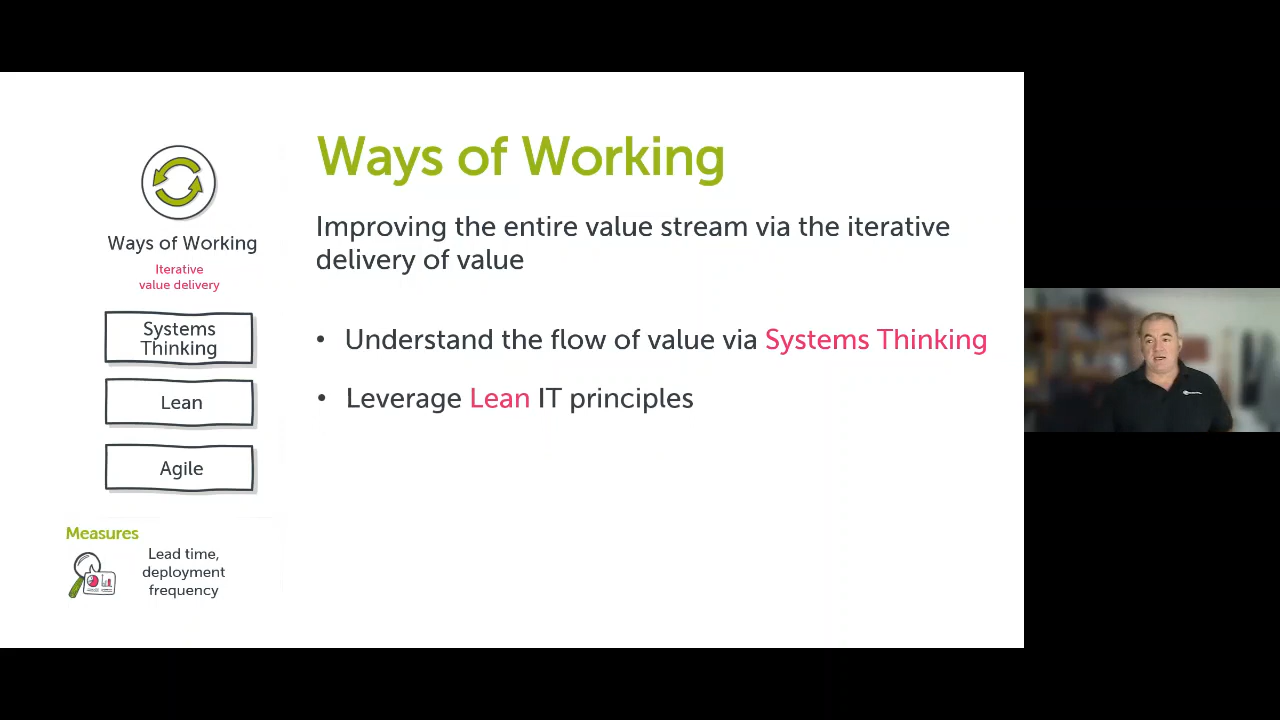 Ways of Working
Iterative
value delivery
Systems
Thinking
Lean
Agile
Measures
Lead time,
deployment
frequency
Ways of Working
Improving the entire value stream via the iterative
delivery of value
• Understand the flow of value via Systems Thinking
• Leverage Lean IT principles